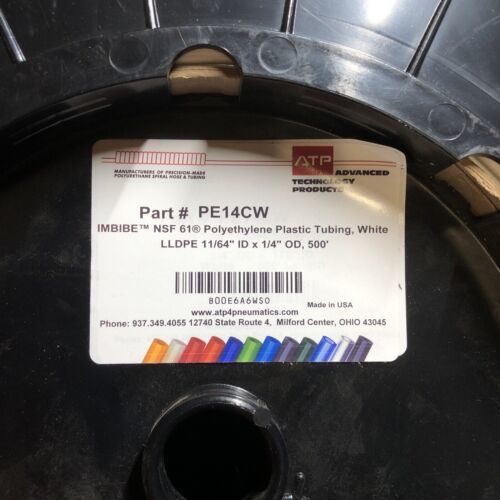 MANUFACTURERS OF PRECISION-MADE
POLYURETHANE SPIRAL HOSE & TUBING
ATP
ADVANCED
TECHNOLOGY
PRODUCTS
Part # PE14CW
IMBIBE™ NSF 61® Polyethylene Plastic Tubing, White
LLDPE 11/64" ID x 1/4" OD, 500'
B00E6A6WS0
Made in USA
www.atp4pneumatics.com
Phone: 937.349.4055 12740 State Route 4, Milford Center, OHIO 43045